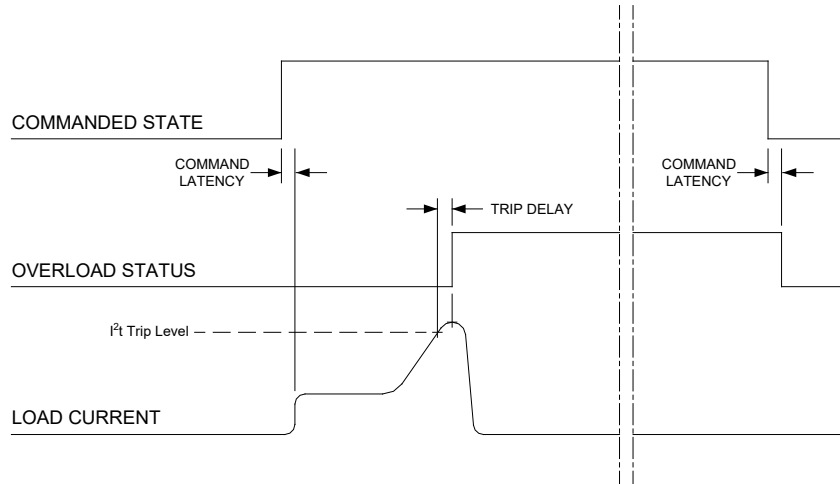 COMMANDED STATE
COMMAND
LATENCY
COMMAND
LATENCY
TRIP DELAY
OVERLOAD STATUS
I²t Trip Level
LOAD CURRENT